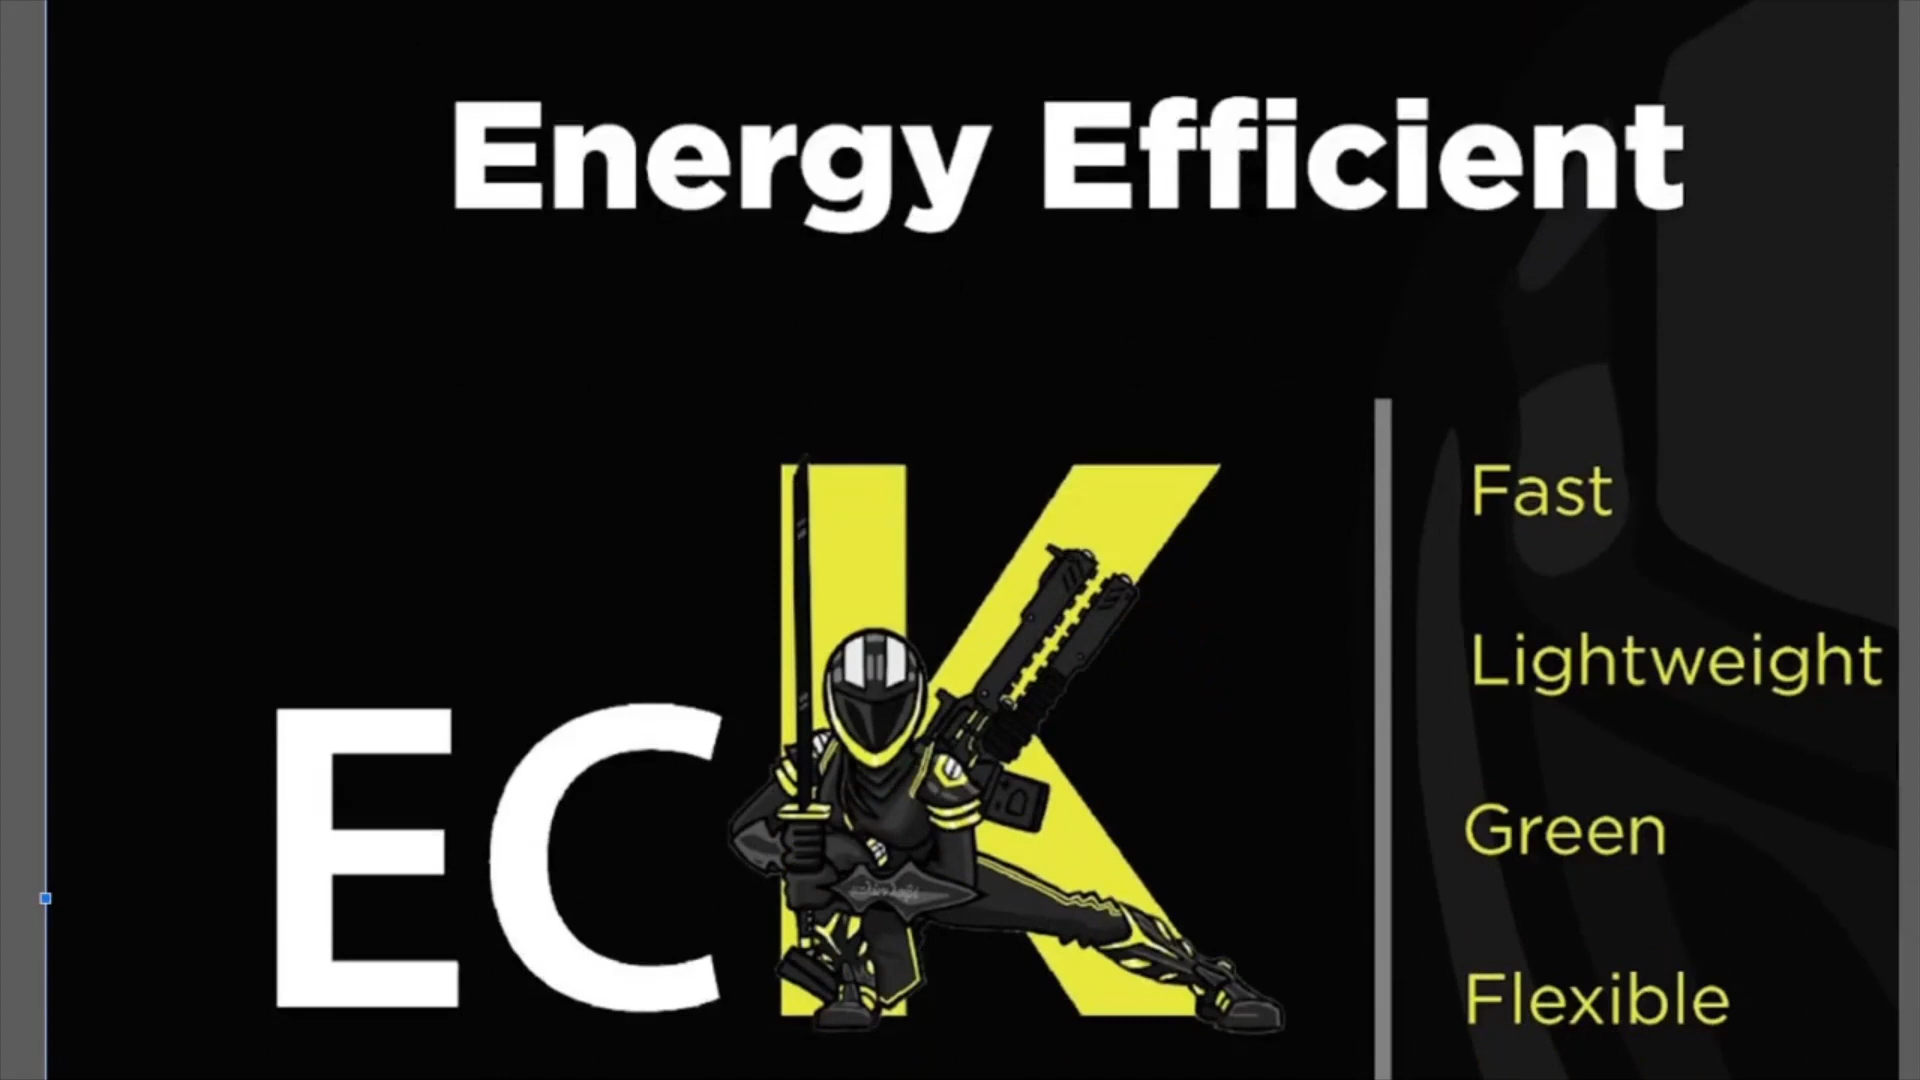 Energy Efficient
ECK
Fast
Lightweight
Green
Flexible